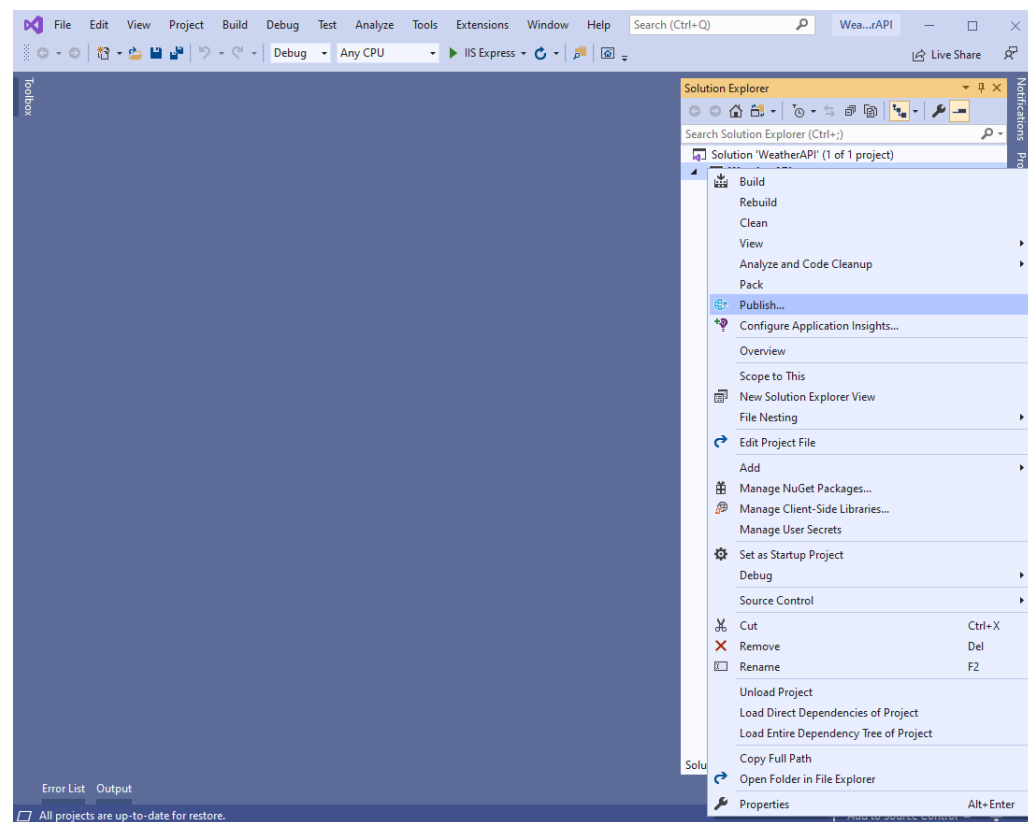 File Edit View Project Build Debug Test Analyze Tools Extensions Window Help Search (Ctrl+Q) Wea...rAPI
Debug Any CPU IIS Express Live Share
Toolbox
Solution Explorer
Search Solution Explorer (Ctrl+;)
Solution 'WeatherAPI' (1 of 1 project)
Notifications
Build
Rebuild
Clean
View
Analyze and Code Cleanup
Pack
Publish...
Configure Application Insights...
Overview
Scope to This
New Solution Explorer View
File Nesting
Edit Project File
Add
Manage NuGet Packages...
Manage Client-Side Libraries...
Manage User Secrets
Set as Startup Project
Debug
Source Control
Cut Ctrl+X
Remove Del
Rename F2
Unload Project
Load Direct Dependencies of Project
Load Entire Dependency Tree of Project
Copy Full Path
Open Folder in File Explorer
Properties Alt+Enter
Solu
Error List Output
All projects are up-to-date for restore.